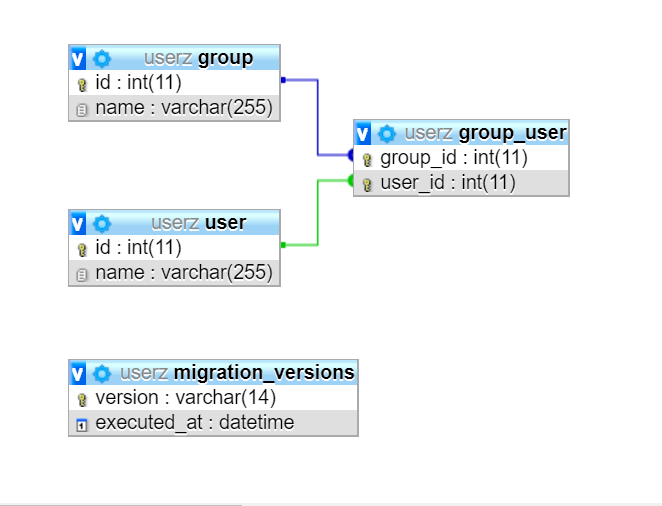 v userz group
id : int(11)
name : varchar(255)
v userz group_user
group_id : int(11)
user_id : int(11)
v userz user
id : int(11)
name : varchar(255)
v userz migration_versions
version : varchar(14)
executed_at : datetime